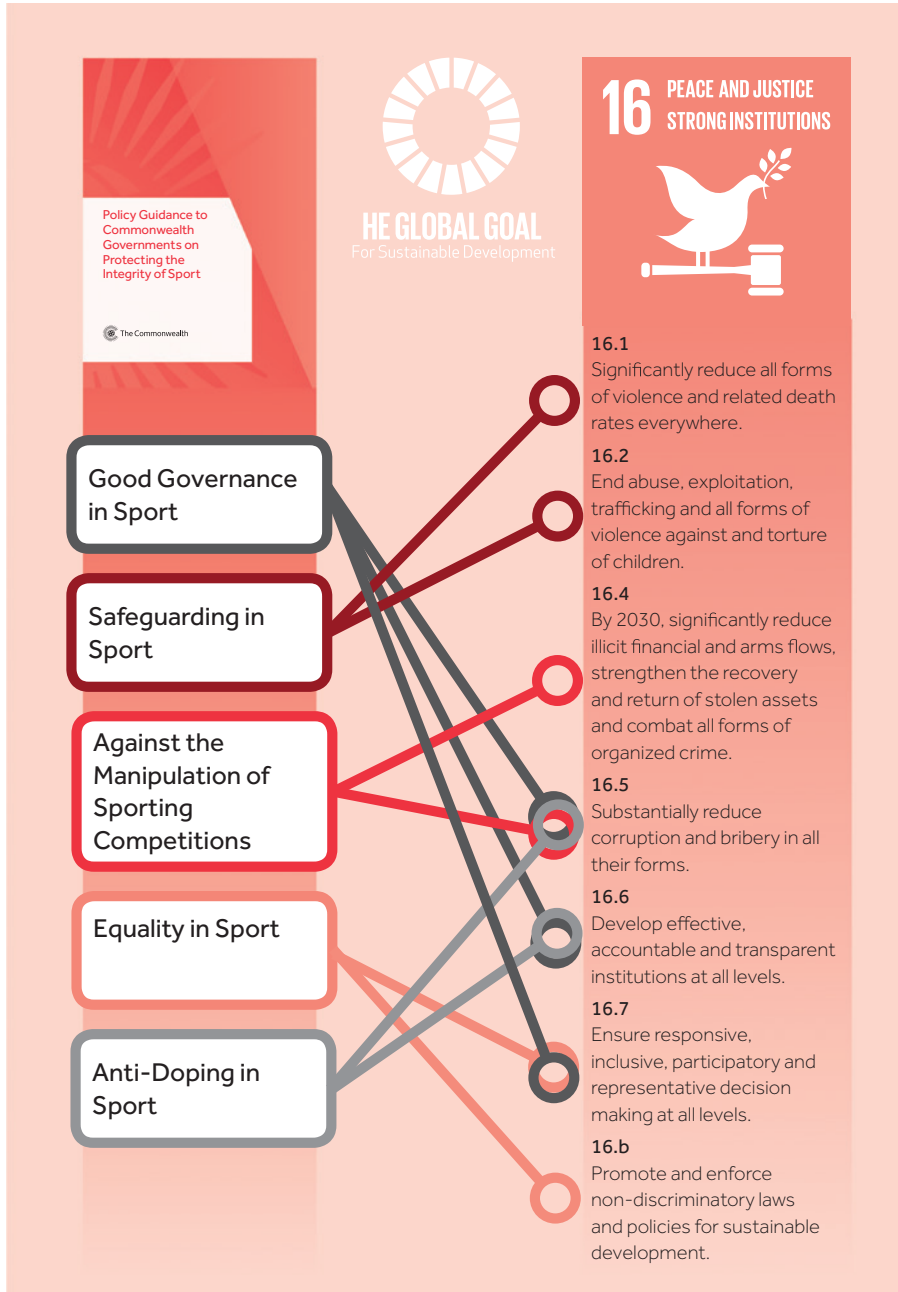 Policy Guidance to
Commonwealth
Governments on
Protecting the
Integrity of Sport
The Commonwealth
HE GLOBAL GOAL
For Sustainable Development
16 PEACE AND JUSTICE
STRONG INSTITUTIONS
Good Governance
in Sport
Safeguarding in
Sport
Against the
Manipulation of
Sporting
Competitions
Equality in Sport
Anti-Doping in
Sport
16.1
Significantly reduce all forms
of violence and related death
rates everywhere.
16.2
End abuse, exploitation,
trafficking and all forms of
violence against and torture
of children.
16.4
By 2030, significantly reduce
illicit financial and arms flows,
strengthen the recovery
and return of stolen assets
and combat all forms of
organized crime.
16.5
Substantially reduce
corruption and bribery in all
their forms.
16.6
Develop effective,
accountable and transparent
institutions at all levels.
16.7
Ensure responsive,
inclusive, participatory and
representative decision
making at all levels.
16.b
Promote and enforce
non-discriminatory laws
and policies for sustainable
development.